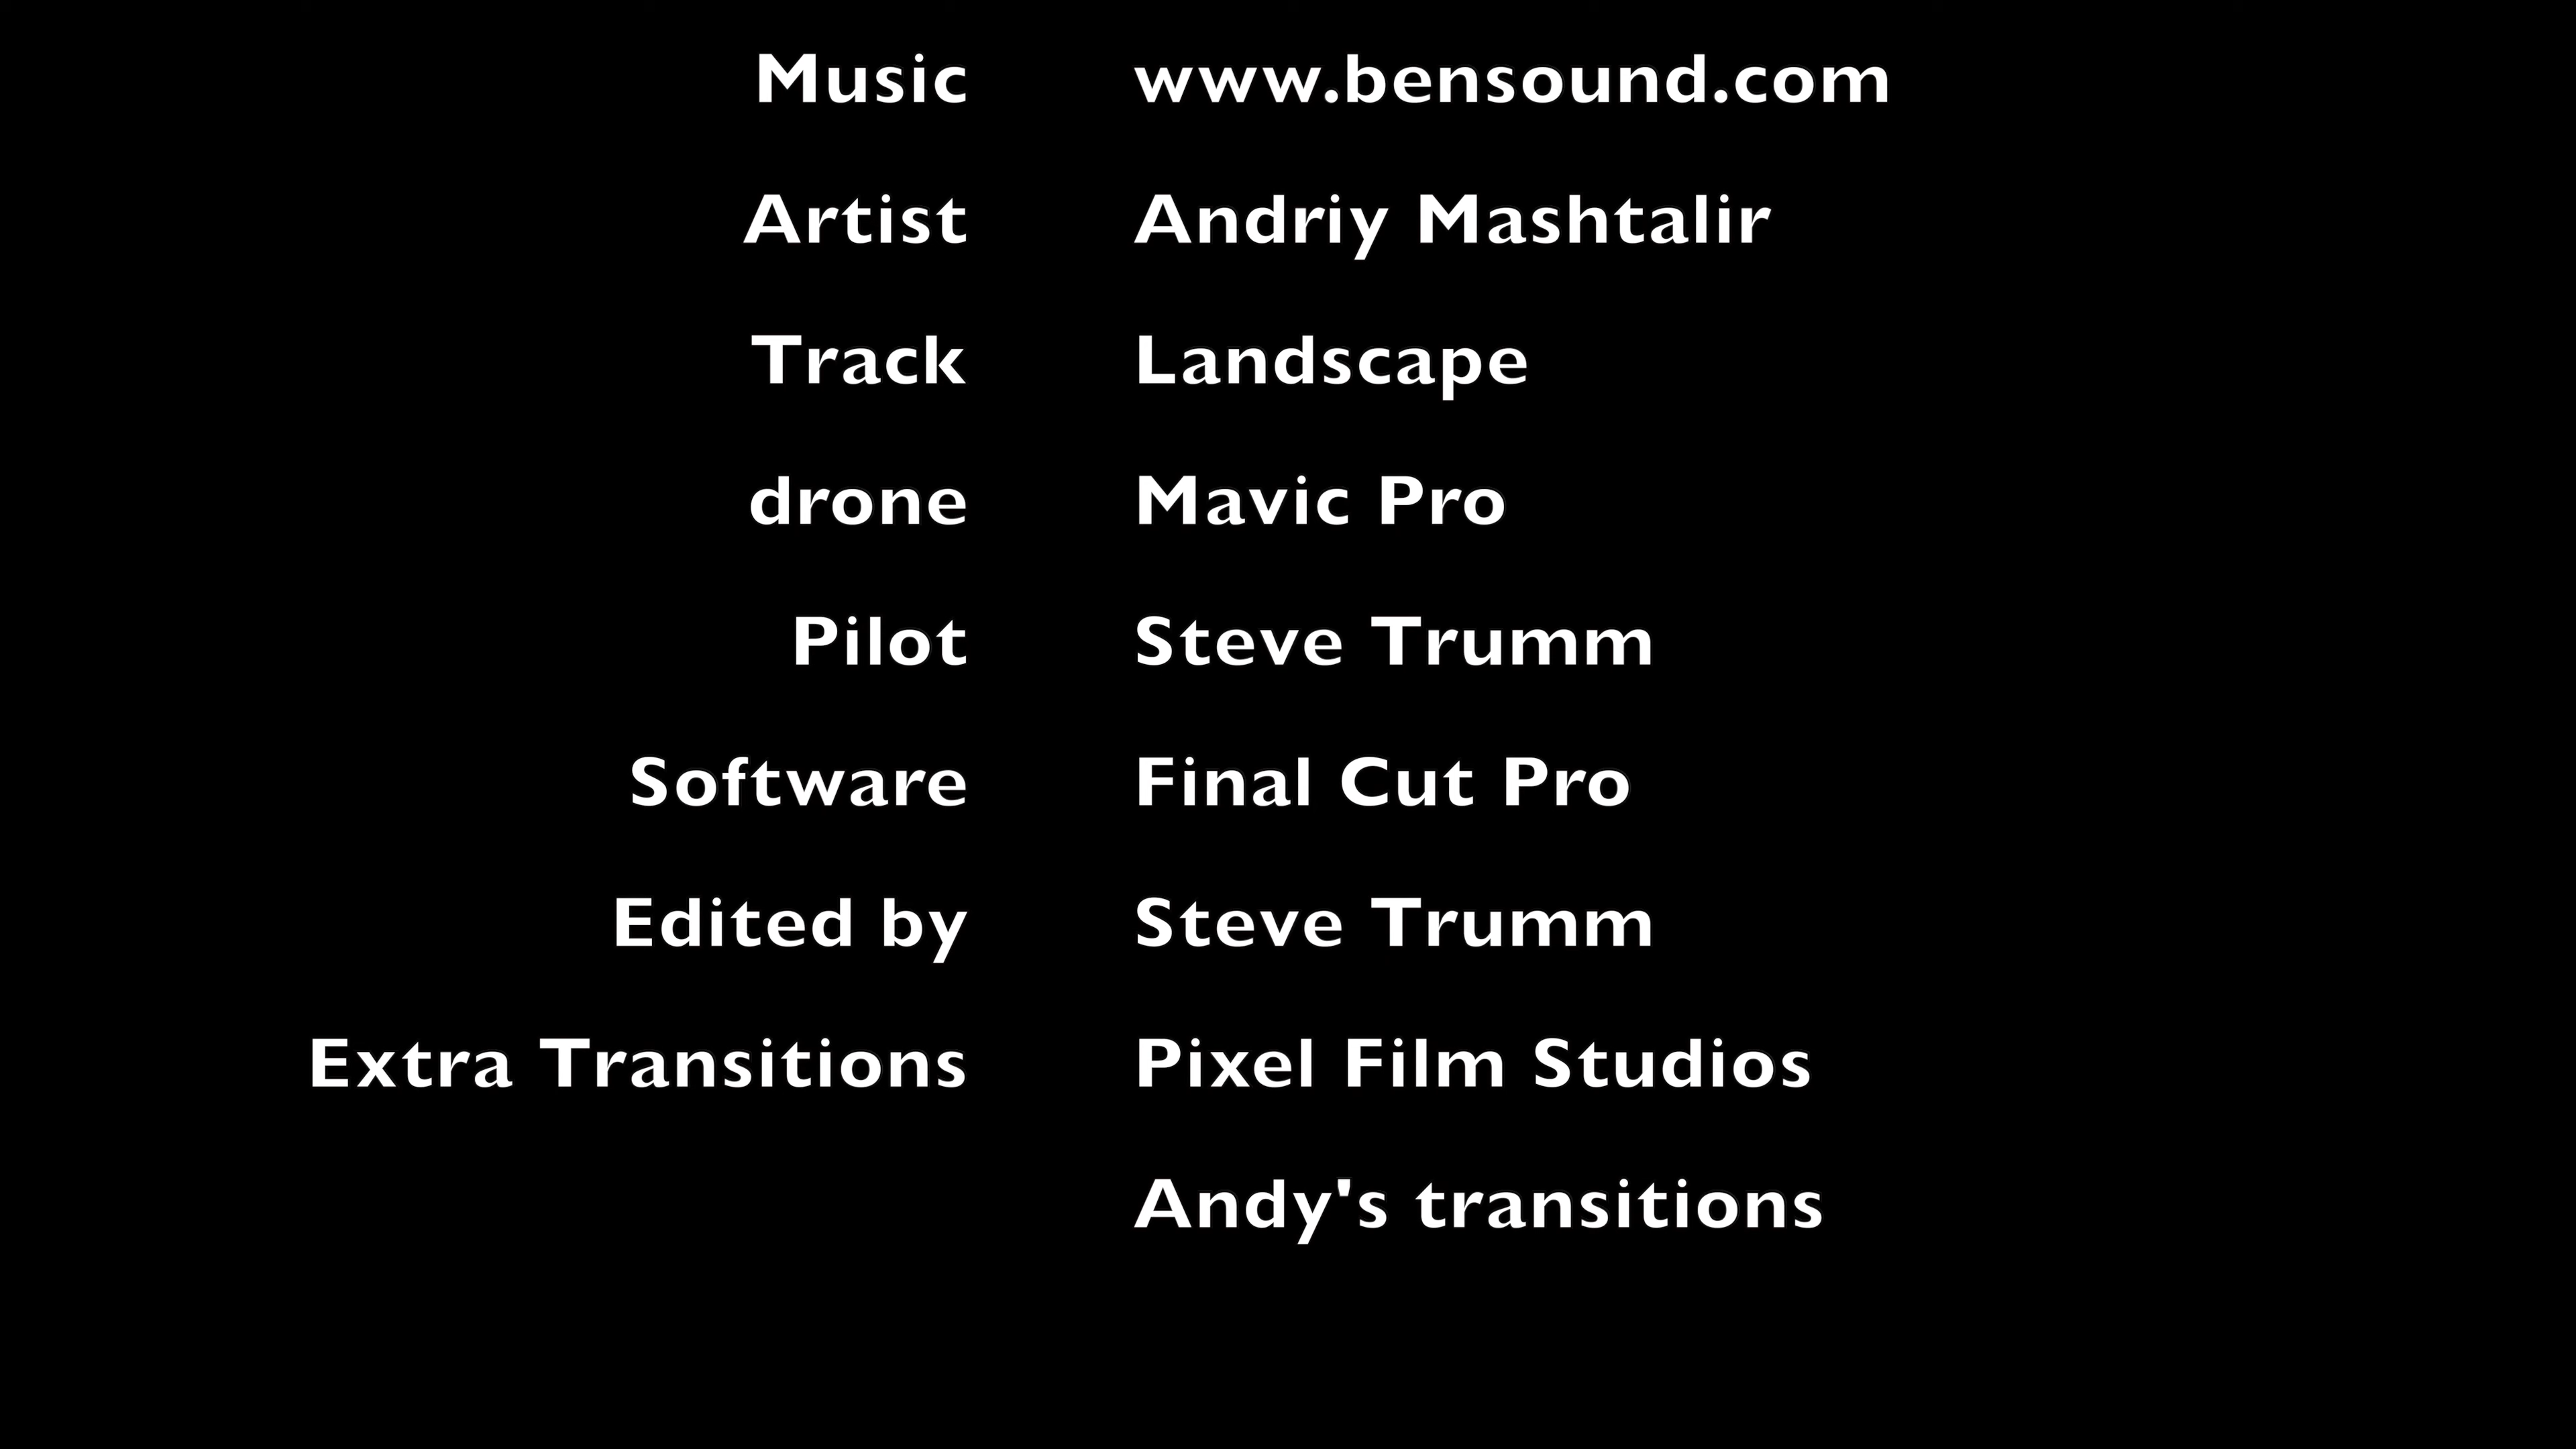 Music www.bensound.com
Artist Andriy Mashtalir
Track Landscape
drone Mavic Pro
Pilot Steve Trumm
Software Final Cut Pro
Edited by Steve Trumm
Extra Transitions Pixel Film Studios
Andy's transitions